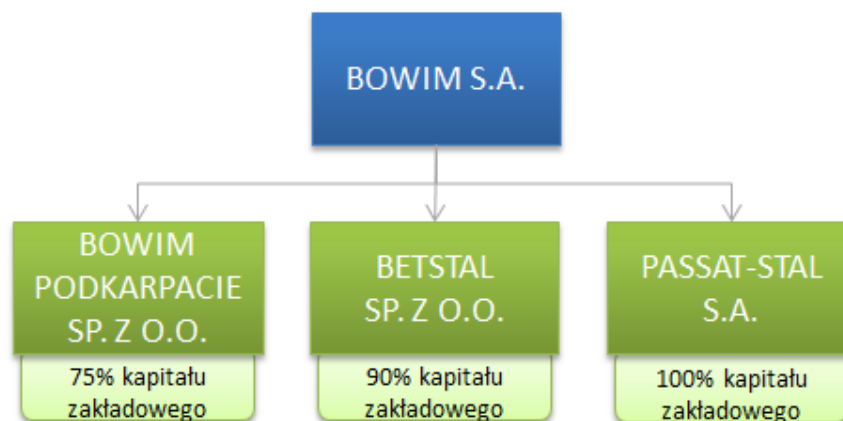 BOWIM S.A.
BOWIM
PODKARPACIE
SP. Z O.O.
75% kapitału
zakładowego
BETSTAL
SP. Z O.O.
90% kapitału
zakładowego
PASSAT-STAL
S.A.
100% kapitału
zakładowego